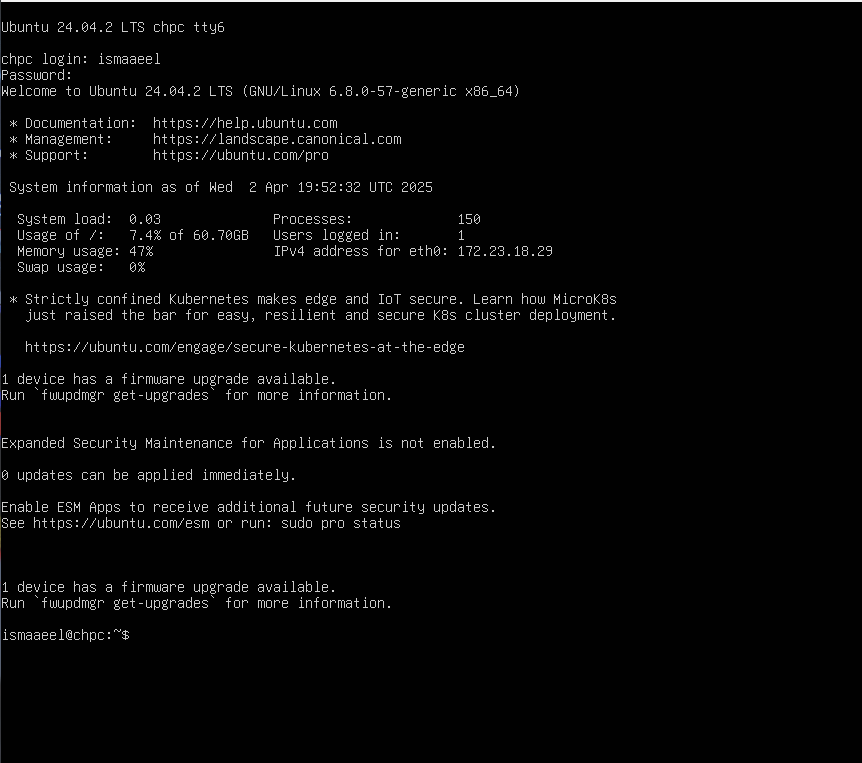 Ubuntu 24.04.2 LTS chpc tty6
chpc login: ismaaeel
Password:
Welcome to Ubuntu 24.04.2 LTS (GNU/Linux 6.8.0-57-generic x86_64)
* Documentation:  https://help.ubuntu.com
* Management:     https://landscape.canonical.com
* Support:        https://ubuntu.com/pro
System information as of Wed  2 Apr 19:52:32 UTC 2025
System load:  0.03              Processes:             150
Usage of /:   7.4% of 60.70GB   Users logged in:       1
Memory usage: 47%               IPv4 address for eth0: 172.23.18.29
Swap usage:   0%
* Strictly confined Kubernetes makes edge and IoT secure. Learn how MicroK8s
just raised the bar for easy, resilient and secure K8s cluster deployment.
https://ubuntu.com/engage/secure-kubernetes-at-the-edge
1 device has a firmware upgrade available.
Run `fwupdmgr get-upgrades` for more information.
Expanded Security Maintenance for Applications is not enabled.
0 updates can be applied immediately.
Enable ESM Apps to receive additional future security updates.
See https://ubuntu.com/esm or run: sudo pro status
1 device has a firmware upgrade available.
Run `fwupdmgr get-upgrades` for more information.
ismaaeel@chpc:~$